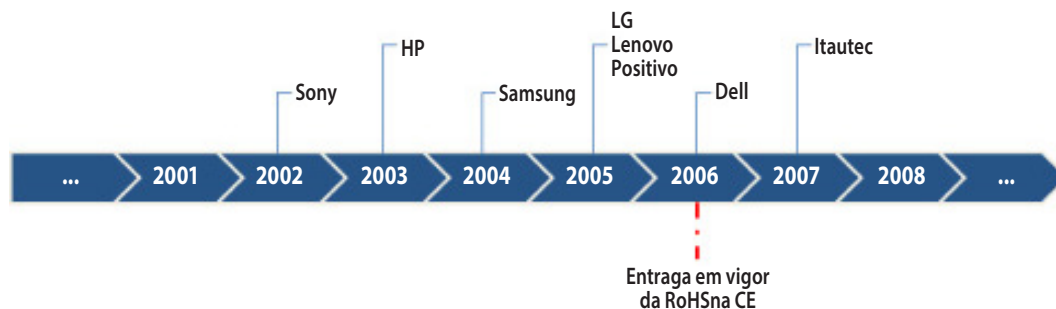 LG
Lenovo
Positivo
HP
Itautec
Sony
Samsung
Dell
... 2001 2002 2003 2004 2005 2006 2007 2008 ...
Entraga em vigor
da RoHSna CE